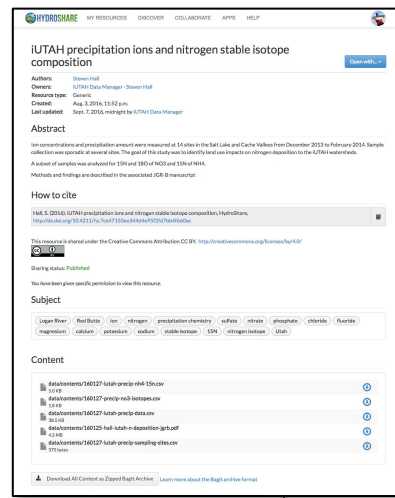 HYDROSHARE MY RESOURCES DISCOVER COLLABORATE APPS HELP
iUTAH precipitation ions and nitrogen stable isotope
composition
Open with...
Authors: Steven Hall
Owners: iUTAH Data Manager · Steven Hall
Resource type: Generic
Created: Aug. 3, 2016, 11:52 p.m.
Last updated: Sept. 7, 2016, midnight by iUTAH Data Manager
Abstract
Ion concentrations and precipitation amount were measured at 14 sites in the Salt Lake and Cache Valleys from December 2013 to February 2014. Sample
collection was sporadic at several sites. The goal of this study was to identify land use impacts on nitrogen deposition to the iUTAH watersheds.
A subset of samples was analyzed for 15N and 18O of NO3 and 15N of NH4.
Methods and findings are described in the associated JGR-B manuscript
How to cite
Hall, S. (2016). iUTAH precipitation ions and nitrogen stable isotope composition, HydroShare,
http://dx.doi.org/10.4211/hs.7ce47150ee344d4e95f2fd7bb4f660ac
This resource is shared under the Creative Commons Attribution CC BY. http://creativecommons.org/licenses/by/4.0/
Sharing status: Published
You have been given specific permission to view this resource.
Subject
Logan River Red Butte ion nitrogen precipitation chemistry sulfate nitrate phosphate chloride fluoride
magnesium calcium potassium sodium stable isotope 15N nitrogen isotope Utah
Content
data/contents/160127-iutah-precip-nh4-15n.csv
5.0 KB
data/contents/160127-precip-no3-isotopes.csv
1.8 KB
data/contents/160127-iutah-precip-data.csv
38.5 KB
data/contents/160125-hall-iutah-n-deposition-jgrb.pdf
4.2 MB
data/contents/160127-iutah-precip-sampling-sites.csv
375 bytes
Download All Content as Zipped BagIt Archive Learn more about the BagIt archive format